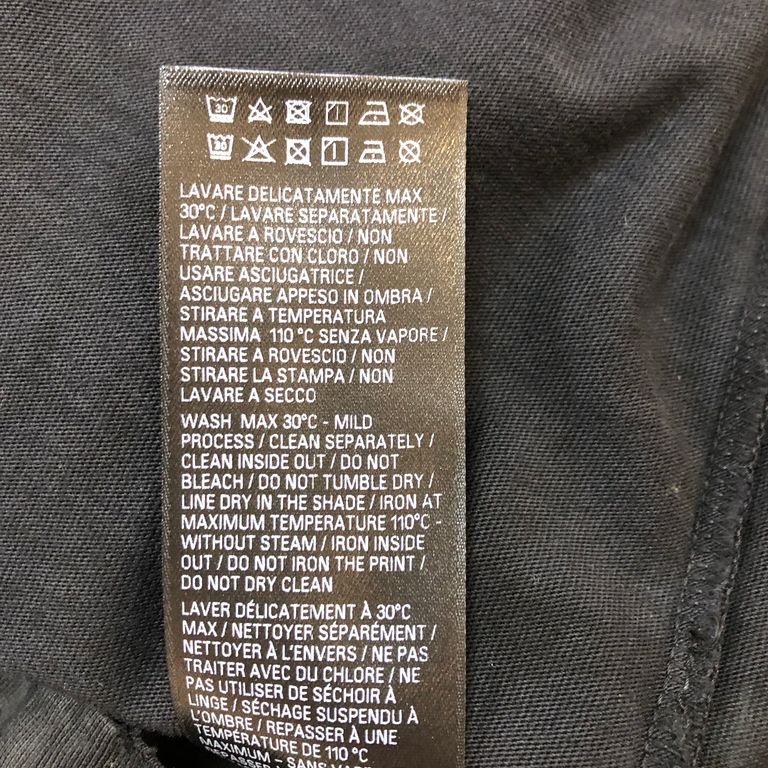 30
30
LAVARE DELICATAMENTE MAX
30°C / LAVARE SEPARATAMENTE /
LAVARE A ROVESCIO / NON
TRATTARE CON CLORO / NON
USARE ASCIUGATRICE /
ASCIUGARE APPESO IN OMBRA /
STIRARE A TEMPERATURA
MASSIMA 110°C SENZA VAPORE /
STIRARE A ROVESCIO / NON
STIRARE LA STAMPA / NON
LAVARE A SECCO
WASH MAX 30°C - MILD
PROCESS / CLEAN SEPARATELY /
CLEAN INSIDE OUT / DO NOT
BLEACH / DO NOT TUMBLE DRY /
LINE DRY IN THE SHADE / IRON AT
MAXIMUM TEMPERATURE 110°C -
WITHOUT STEAM / IRON INSIDE
OUT / DO NOT IRON THE PRINT /
DO NOT DRY CLEAN
LAVER DÉLICATEMENT À 30°C
MAX / NETTOYER SÉPARÉMENT /
NETTOYER À L'ENVERS / NE PAS
TRAITER AVEC DU CHLORE / NE
PAS UTILISER DE SÉCHOIR À
LINGE / SÉCHAGE SUSPENDU À
L'OMBRE / REPASSER À UNE
TEMPÉRATURE DE 110°C
MAXIMUM - SANS